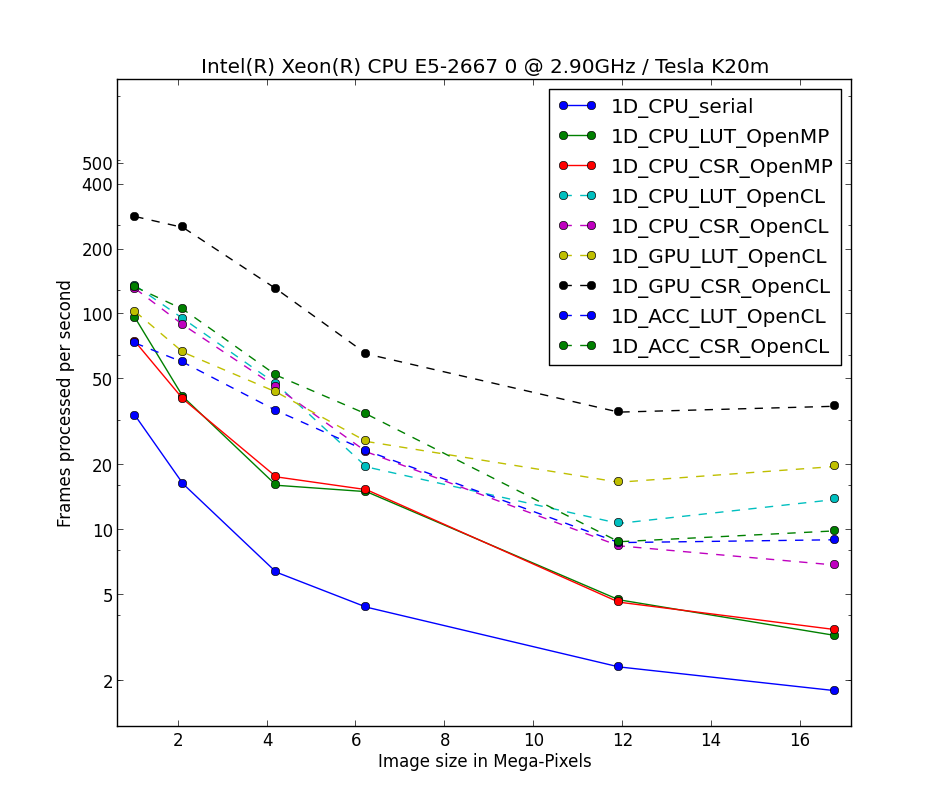 Intel(R) Xeon(R) CPU E5-2667 0 @ 2.90GHz / Tesla K20m
1D_CPU_serial
1D_CPU_LUT_OpenMP
1D_CPU_CSR_OpenMP
1D_CPU_LUT_OpenCL
1D_CPU_CSR_OpenCL
1D_GPU_LUT_OpenCL
1D_GPU_CSR_OpenCL
1D_ACC_LUT_OpenCL
1D_ACC_CSR_OpenCL
Frames processed per second
500
400
200
100
50
20
10
5
2
2 4 6 8 10 12 14 16
Image size in Mega-Pixels